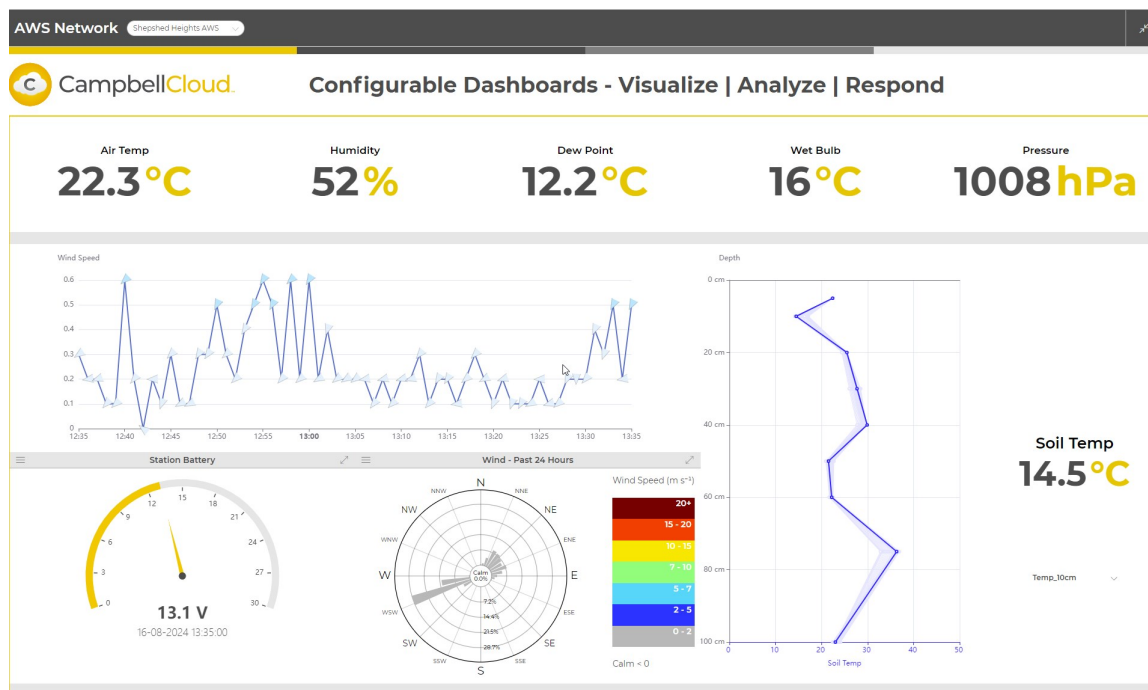 AWS Network Shepshed Heights AWS
C CampbellCloud. Configurable Dashboards - Visualize | Analyze | Respond
Air Temp Humidity Dew Point Wet Bulb Pressure
22.3 °C 52 % 12.2 °C 16 °C 1008 hPa
Wind Speed
0.6
0.5
0.4
0.3
0.2
0.1
0
12:35 12:40 12:45 12:50 12:55 13:00 13:05 13:10 13:15 13:20 13:25 13:30 13:35
Depth
0 cm
20 cm
40 cm
60 cm
80 cm
100 cm
0 10 20 30 40 50
Soil Temp
Soil Temp
14.5 °C
Temp_10cm
Station Battery
0 3 6 9 12 15 18 21 24 27 30
13.1 V
16-08-2024 13:35:00
Wind - Past 24 Hours
N
NNW NNE
NW NE
WNW ENE
W E
WSW ESE
SW SE
SSW SSE
S
Calm
0.0%
7.2%
14.4%
21.5%
28.7%
Wind Speed (m s⁻¹)
20+
15 - 20
10 - 15
7 - 10
5 - 7
2 - 5
0 - 2
Calm < 0